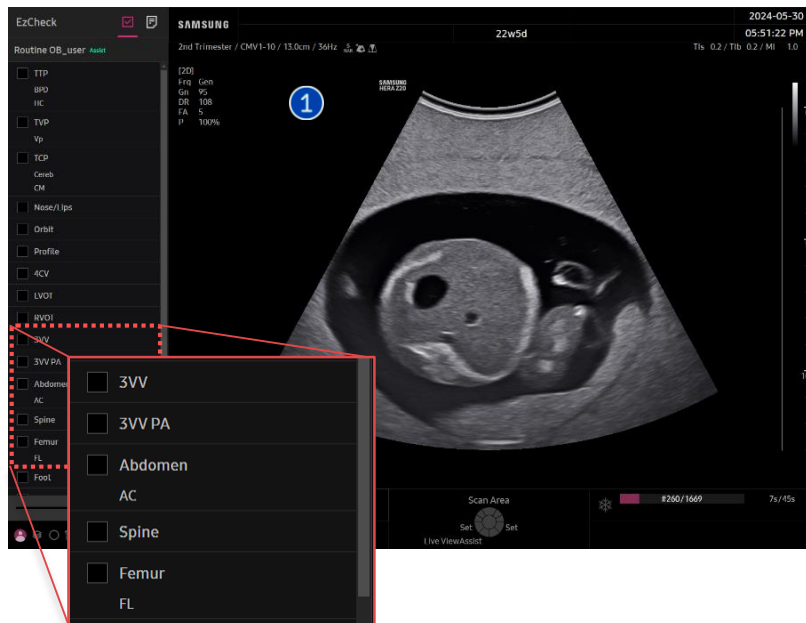 EzCheck
SAMSUNG
2024-05-30
22w5d
05:51:22 PM
Routine OB_user Assist
2nd Trimester / CMV1-10 / 13.0cm / 36Hz
TIs 0.2 / TIb 0.2 / MI 1.0
[2D]
Frq Gen
Gn 95
DR 108
FA 5
P 100%
1
SAMSUNG
HERA Z20
TTP
BPD
HC
TVP
Vp
TCP
Cereb
CM
Nose/Lips
Orbit
Profile
4CV
LVOT
RVOT
3VV
3VV PA
Abdomen
AC
Spine
Femur
FL
Foot
3VV
3VV PA
Abdomen
AC
Spine
Femur
FL
Scan Area
Set Set
Live ViewAssist
#260/1669
7s/45s